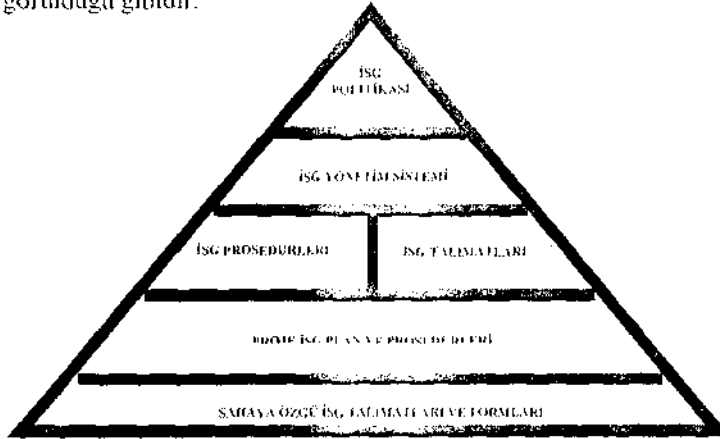 görüldüğü gibidir.
İSG
POLİTİKASI
İSG YÖNETİM SİSTEMİ
İSG PROSEDÜRLERİ İSG TALİMATLARI
PROJE İSG PLAN VE PROSEDÜRLERİ
SAHAYA ÖZGÜ İSG TALİMATLARI VE FORMLARI